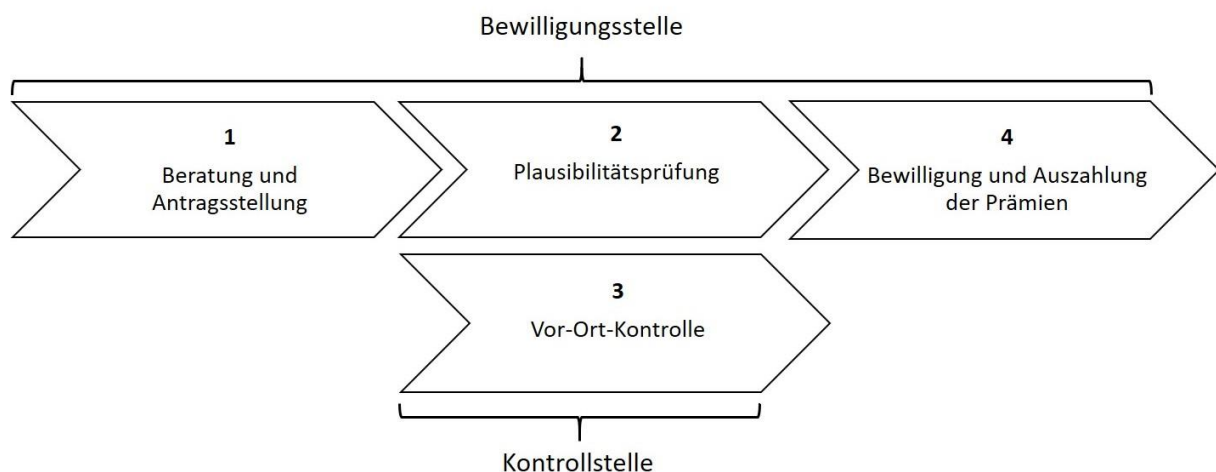 Bewilligungsstelle
1
Beratung und
Antragsstellung
2
Plausibilitätsprüfung
4
Bewilligung und Auszahlung
der Prämien
3
Vor-Ort-Kontrolle
Kontrollstelle